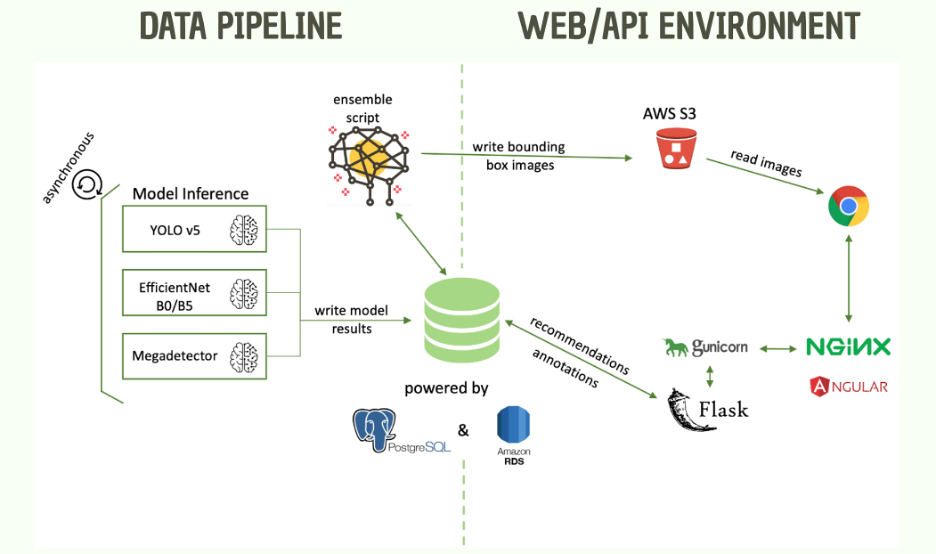 DATA PIPELINE
WEB/API ENVIRONMENT
ensemble
script
asynchronous
Model Inference
YOLO v5
EfficientNet
B0/B5
Megadetector
write model
results
write bounding
box images
AWS S3
read images
recommendations
annotations
powered by
PostgreSQL
&
Amazon
RDS
gunicorn
NGINX
ANGULAR
Flask